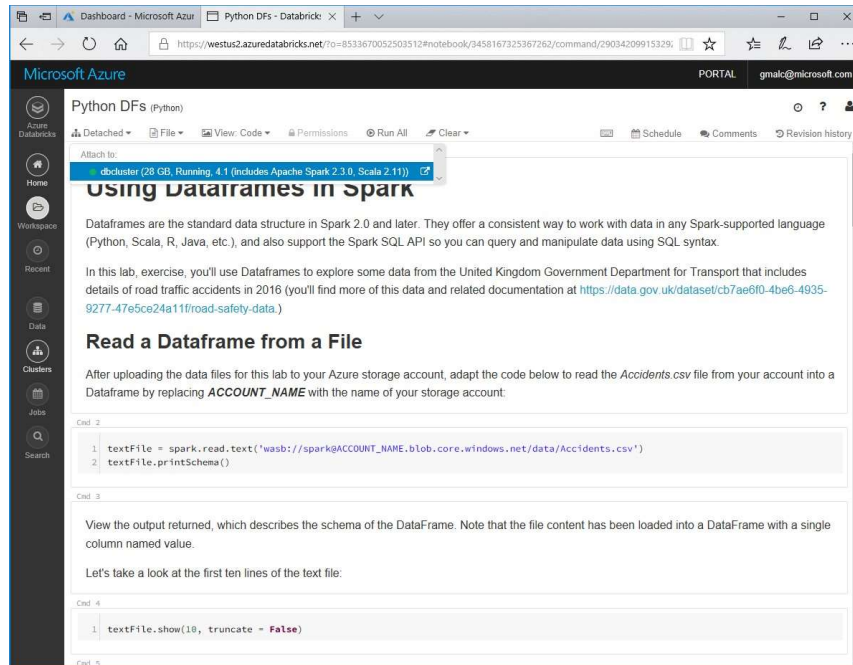 Dashboard - Microsoft Azur
Python DFs - Databricks
https://westus2.azuredatabricks.net/?o=8533670052503512#notebook/3458167325367262/command/29034209915329
Microsoft Azure
PORTAL
gmalc@microsoft.com
Azure Databricks
Home
Workspace
Recent
Data
Clusters
Jobs
Search
Python DFs (Python)
?
Detached
File
View: Code
Permissions
Run All
Clear
Schedule
Comments
Revision history
Attach to:
dbcluster (28 GB, Running, 4.1 (includes Apache Spark 2.3.0, Scala 2.11))
Using Dataframes in Spark
Dataframes are the standard data structure in Spark 2.0 and later. They offer a consistent way to work with data in any Spark-supported language
(Python, Scala, R, Java, etc.), and also support the Spark SQL API so you can query and manipulate data using SQL syntax.
In this lab, exercise, you'll use Dataframes to explore some data from the United Kingdom Government Department for Transport that includes
details of road traffic accidents in 2016 (you'll find more of this data and related documentation at https://data.gov.uk/dataset/cb7ae6f0-4be6-4935-
9277-47e5ce24a11f/road-safety-data.)
Read a Dataframe from a File
After uploading the data files for this lab to your Azure storage account, adapt the code below to read the Accidents.csv file from your account into a
Dataframe by replacing ACCOUNT_NAME with the name of your storage account:
Cmd 2
1 textFile = spark.read.text('wasb://spark@ACCOUNT_NAME.blob.core.windows.net/data/Accidents.csv')
2 textFile.printSchema()
Cmd 3
View the output returned, which describes the schema of the DataFrame. Note that the file content has been loaded into a DataFrame with a single
column named value.
Let's take a look at the first ten lines of the text file:
Cmd 4
1 textFile.show(10, truncate = False)
Cmd 5